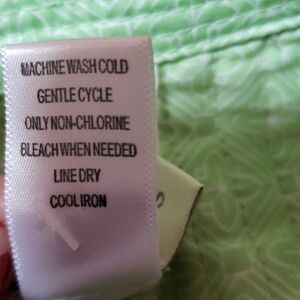 MACHINE WASH COLD
GENTLE CYCLE
ONLY NON-CHLORINE
BLEACH WHEN NEEDED
LINE DRY
COOL IRON